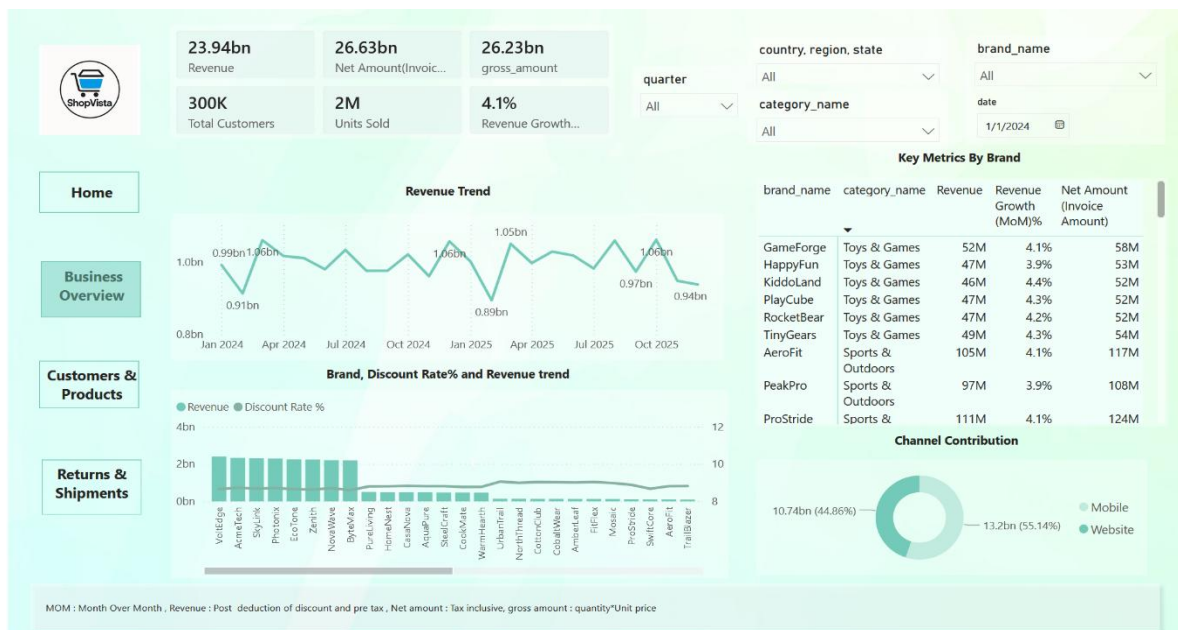 ShopVista
23.94bn
Revenue
26.63bn
Net Amount(Invoic...
26.23bn
gross_amount
300K
Total Customers
2M
Units Sold
4.1%
Revenue Growth...
quarter
All
country, region, state
All
category_name
All
brand_name
All
date
1/1/2024
Home
Business
Overview
Customers &
Products
Returns &
Shipments
Revenue Trend
1.0bn
0.8bn
0.99bn
1.06bn
0.91bn
1.06bn
0.89bn
1.05bn
0.97bn
1.06bn
0.94bn
Jan 2024 Apr 2024 Jul 2024 Oct 2024 Jan 2025 Apr 2025 Jul 2025 Oct 2025
Brand, Discount Rate% and Revenue trend
Revenue Discount Rate %
4bn 12
2bn 10
0bn 8
VoltEdge
AcmeTech
SkyLink
Photonix
EcoTone
Zenith
NovaWave
ByteMax
PureLiving
HomeNest
CasaNova
AquaPure
SteelCraft
CookMate
WarmHearth
UrbanTrail
NorthThread
CottonClub
CobaltWear
AmberLeaf
FitFlex
Mosaic
ProStride
SwiftCore
AeroFit
TrailBlazer
Key Metrics By Brand
brand_name category_name Revenue Revenue Net Amount
Growth (Invoice
(MoM)% Amount)
GameForge Toys & Games 52M 4.1% 58M
HappyFun Toys & Games 47M 3.9% 53M
KiddoLand Toys & Games 46M 4.4% 52M
PlayCube Toys & Games 47M 4.3% 52M
RocketBear Toys & Games 47M 4.2% 52M
TinyGears Toys & Games 49M 4.3% 54M
AeroFit Sports & 105M 4.1% 117M
Outdoors
PeakPro Sports & 97M 3.9% 108M
Outdoors
ProStride Sports & 111M 4.1% 124M
Channel Contribution
10.74bn (44.86%)
13.2bn (55.14%)
Mobile
Website
MOM : Month Over Month , Revenue : Post deduction of discount and pre tax , Net amount : Tax inclusive, gross amount : quantity*Unit price